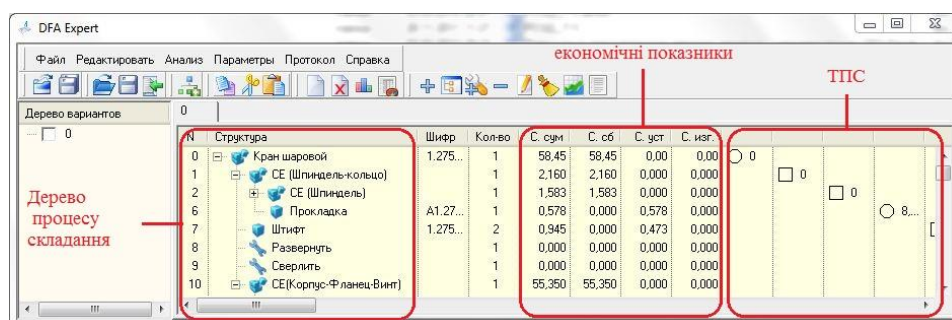 DFA Expert
економічні показники
Файл Редактировать Анализ Параметры Протокол Справка
ТПС
Дерево вариантов
0
0
N Структура Шифр Кол-во С. сум С. сб С. уст С. изг.
0 Кран шаровой 1.275... 1 58,45 58,45 0,00 0,00 0
1 СЕ (Шпиндель-кольцо) 1 2,160 2,160 0,000 0,000 0
2 СЕ (Шпиндель) 1 1,583 1,583 0,000 0,000 0
6 Прокладка А1.27... 1 0,578 0,000 0,578 0,000 8,...
7 Штифт 1.275... 2 0,945 0,000 0,473 0,000
8 Развернуть 1 0,000 0,000 0,000 0,000
9 Сверлить 1 0,000 0,000 0,000 0,000
10 СЕ(Корпус-Фланец-Винт) 1 55,350 55,350 0,000 0,000
Дерево
процесу
складання